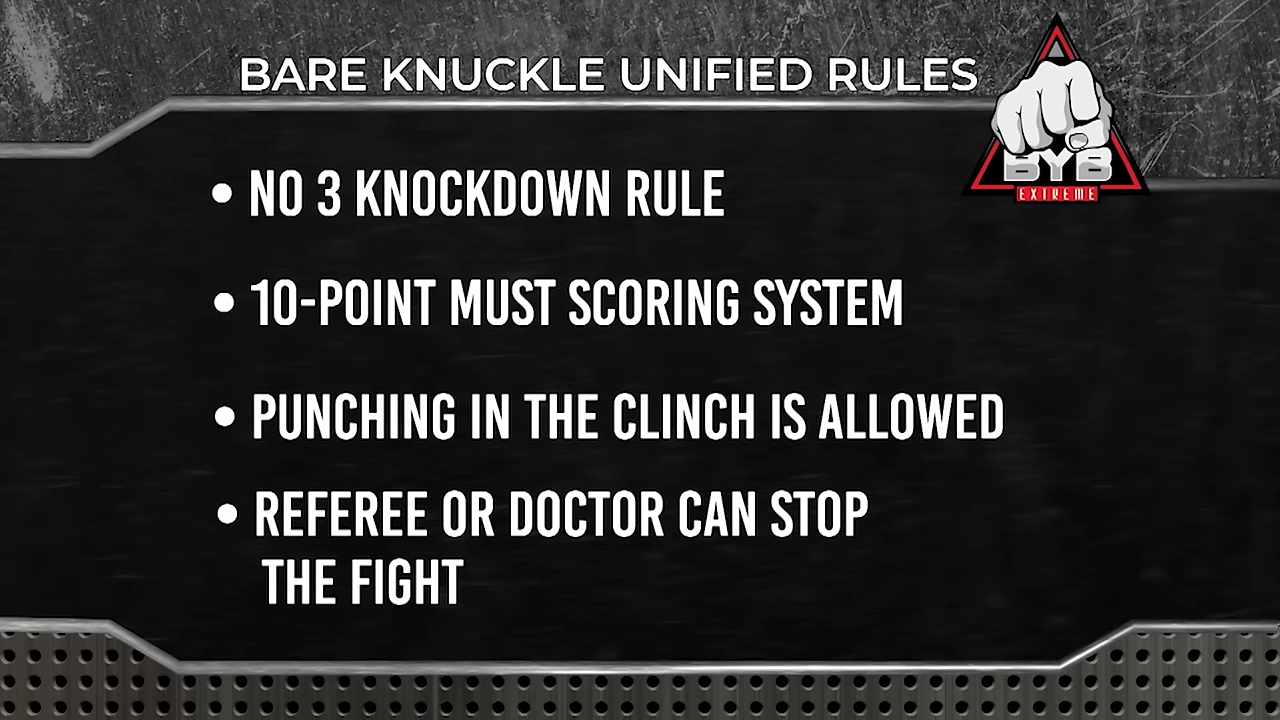 BARE KNUCKLE UNIFIED RULES
BYB
EXTREME
• NO 3 KNOCKDOWN RULE
• 10-POINT MUST SCORING SYSTEM
• PUNCHING IN THE CLINCH IS ALLOWED
• REFEREE OR DOCTOR CAN STOP
THE FIGHT